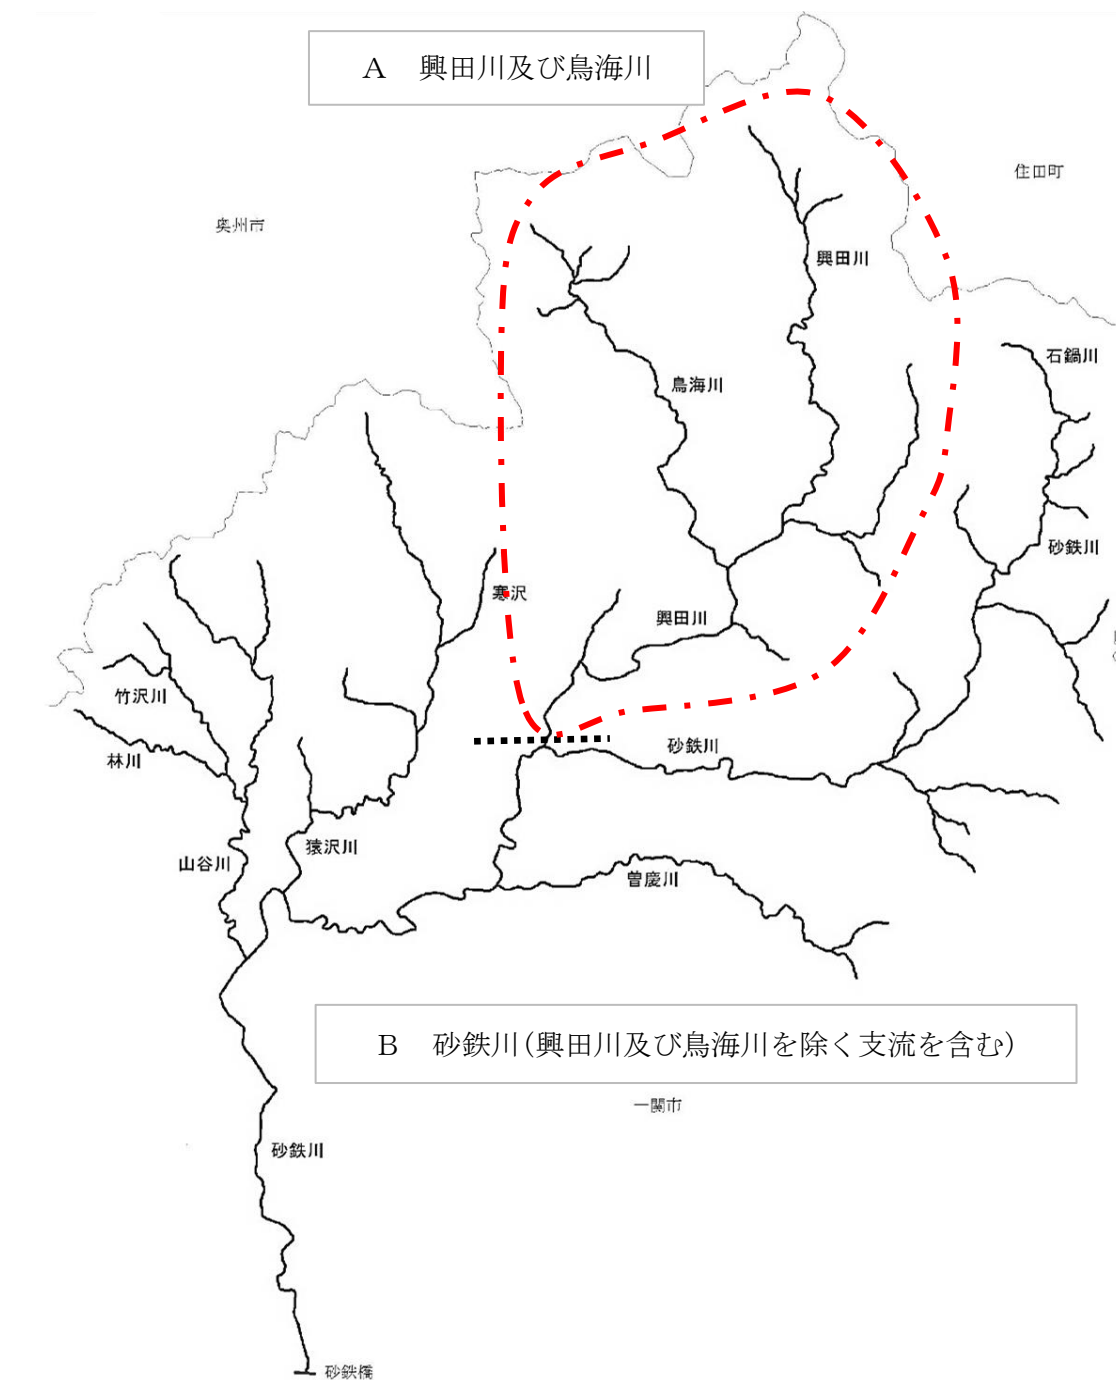 A 興田川及び鳥海川
住田町
奥州市
興田川
石鍋川
鳥海川
砂鉄川
寒沢
興田川
竹沢川
砂鉄川
林川
猿沢川
山谷川
曽慶川
B 砂鉄川(興田川及び鳥海川を除く支流を含む)
一関市
砂鉄川
砂鉄橋